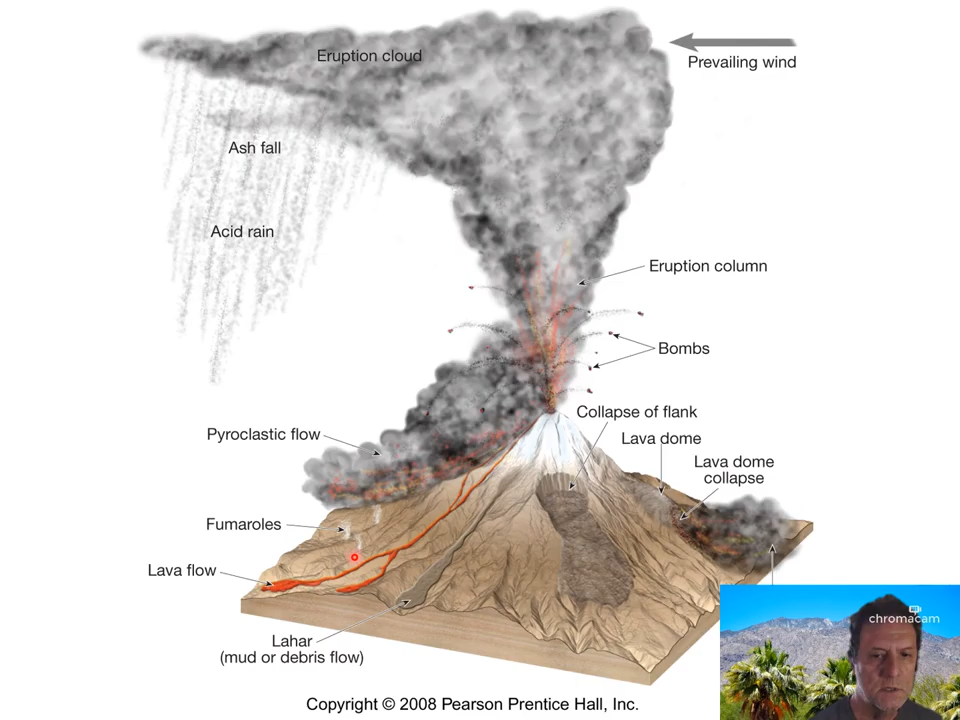 Eruption cloud
Prevailing wind
Ash fall
Acid rain
Eruption column
Bombs
Collapse of flank
Lava dome
Pyroclastic flow
Lava dome
collapse
Fumaroles
Lava flow
Lahar
(mud or debris flow)
chromacam
Copyright © 2008 Pearson Prentice Hall, Inc.